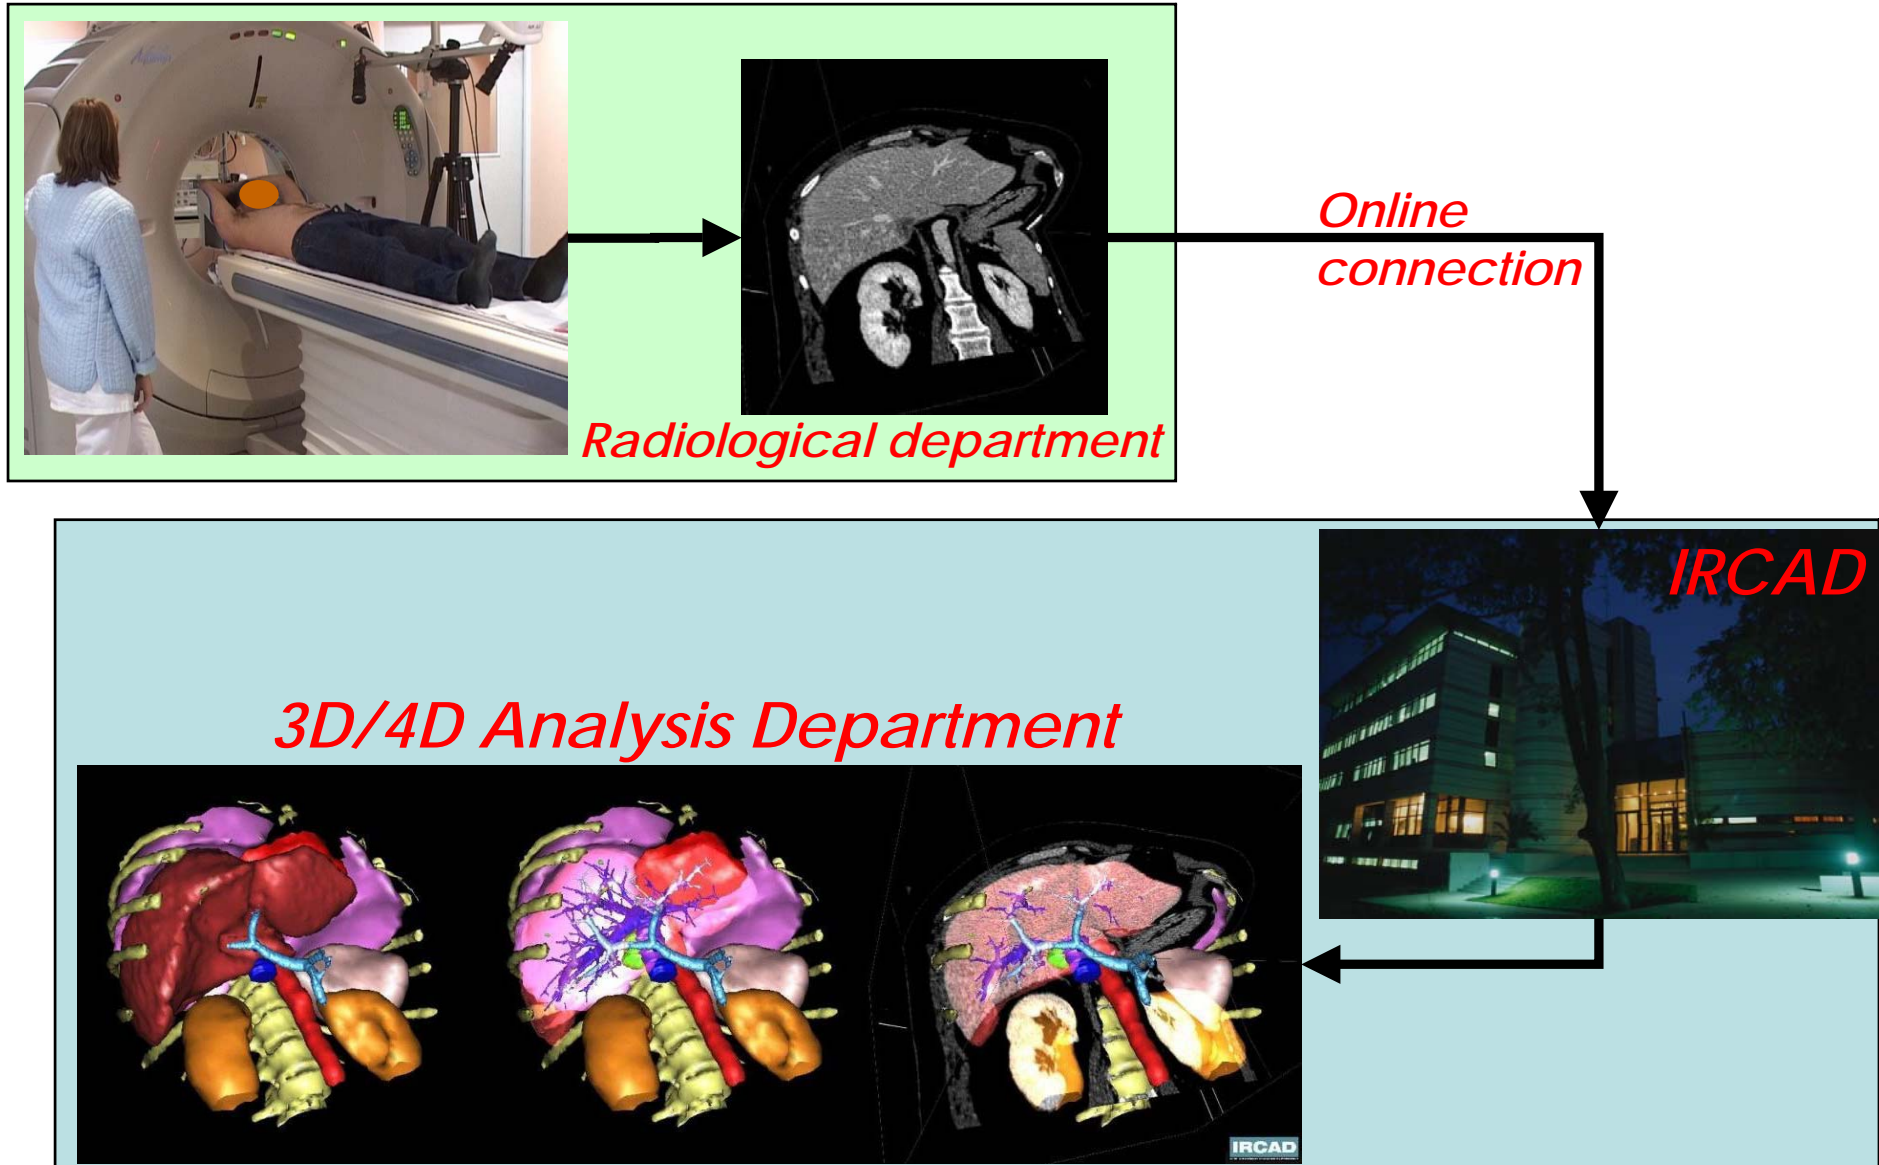 Online
connection
Radiological department
IRCAD
3D/4D Analysis Department
IRCAD